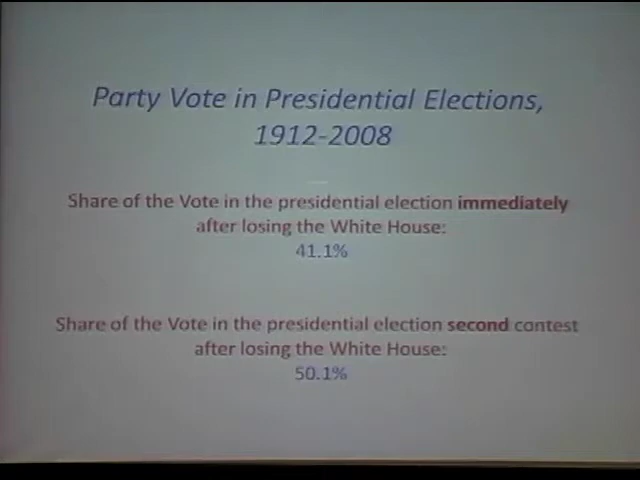 Party Vote in Presidential Elections,
1912-2008
Share of the Vote in the presidential election immediately
after losing the White House:
41.1%
Share of the Vote in the presidential election second contest
after losing the White House:
50.1%